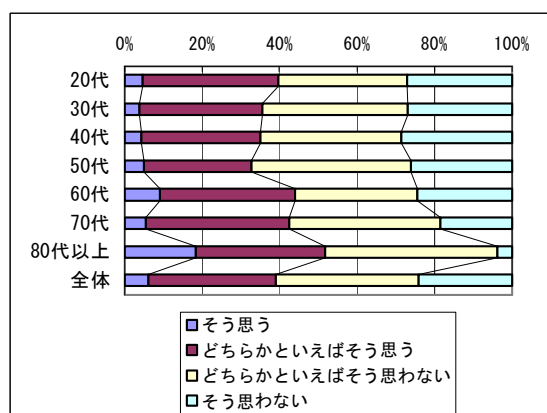 0% 20% 40% 60% 80% 100%
20代
30代
40代
50代
60代
70代
80代以上
全体
そう思う
どちらかといえばそう思う
どちらかといえばそう思わない
そう思わない